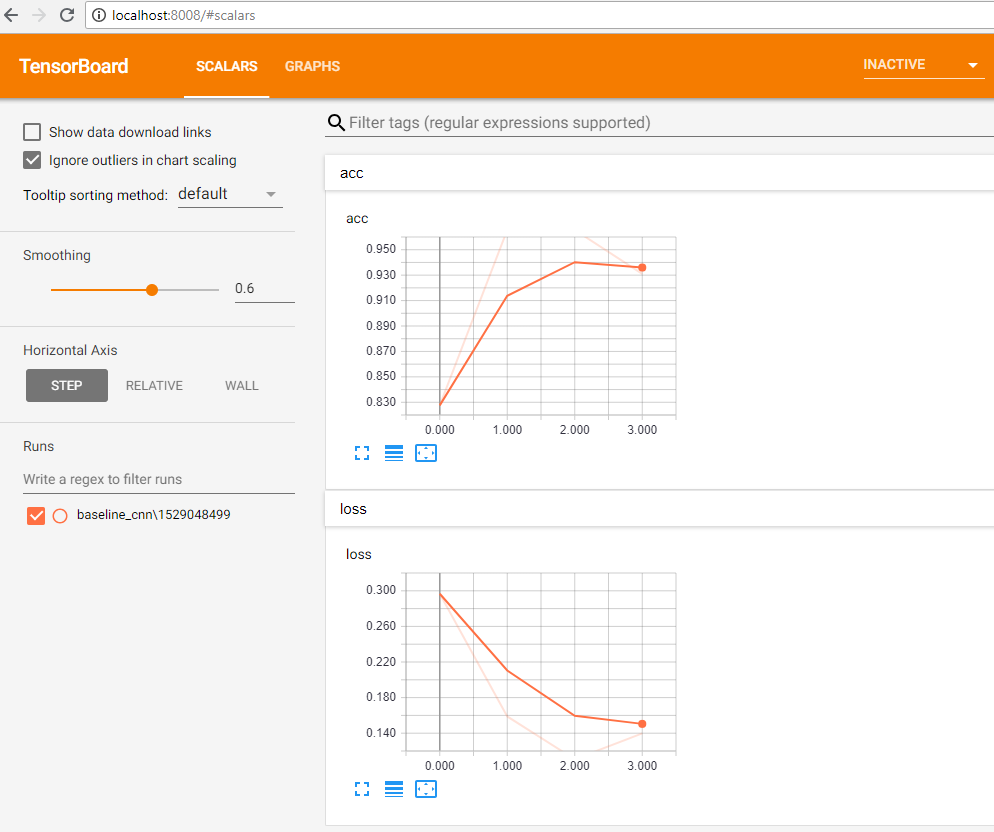 localhost:8008/#scalars
TensorBoard SCALARS GRAPHS INACTIVE
Show data download links
Ignore outliers in chart scaling
Tooltip sorting method: default
Smoothing
0.6
Horizontal Axis
STEP RELATIVE WALL
Runs
Write a regex to filter runs
baseline_cnn\1529048499
Filter tags (regular expressions supported)
acc
acc
0.950
0.930
0.910
0.890
0.870
0.850
0.830
0.000 1.000 2.000 3.000
loss
loss
0.300
0.260
0.220
0.180
0.140
0.000 1.000 2.000 3.000